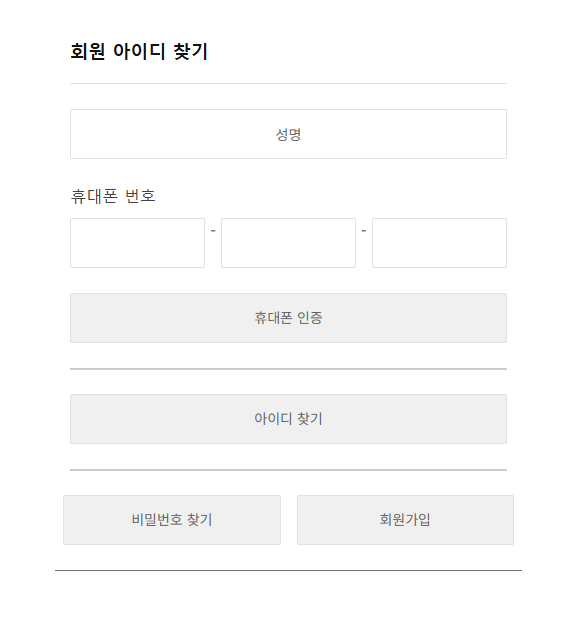 회원 아이디 찾기
성명
휴대폰 번호
- -
휴대폰 인증
아이디 찾기
비밀번호 찾기 회원가입